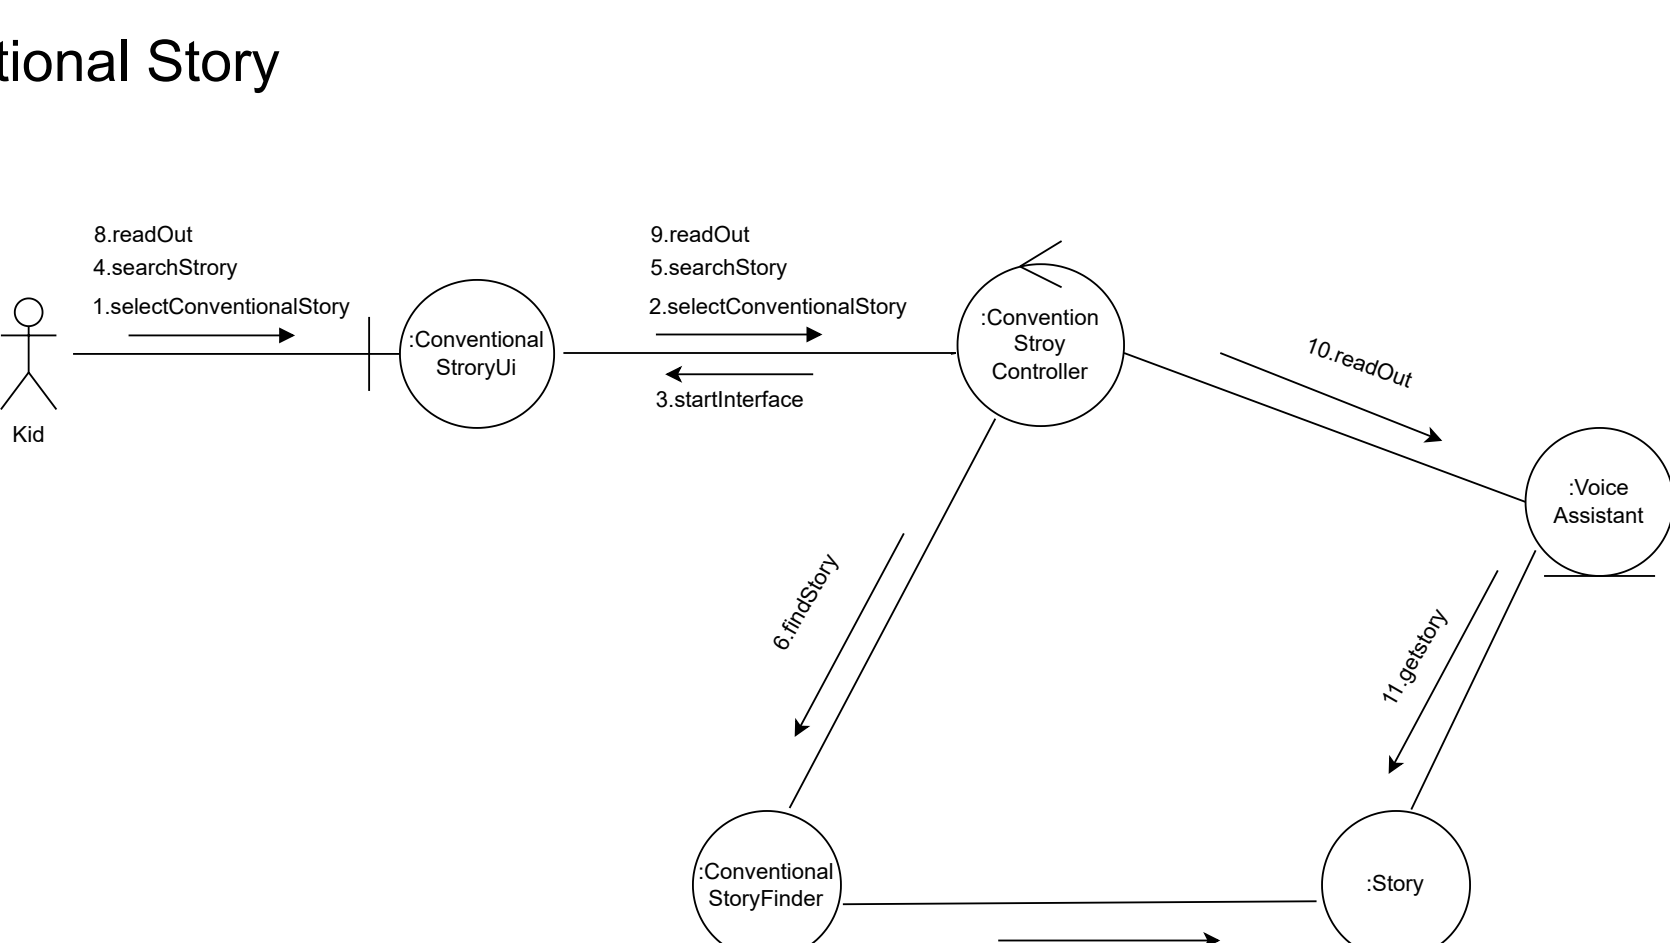 tional Story
8.readOut
4.searchStrory
1.selectConventionalStory
Kid
:Conventional
StroryUi
9.readOut
5.searchStory
2.selectConventionalStory
3.startInterface
:Convention
Stroy
Controller
10.readOut
:Voice
Assistant
6.findStory
11.getstory
:Conventional
StoryFinder
:Story